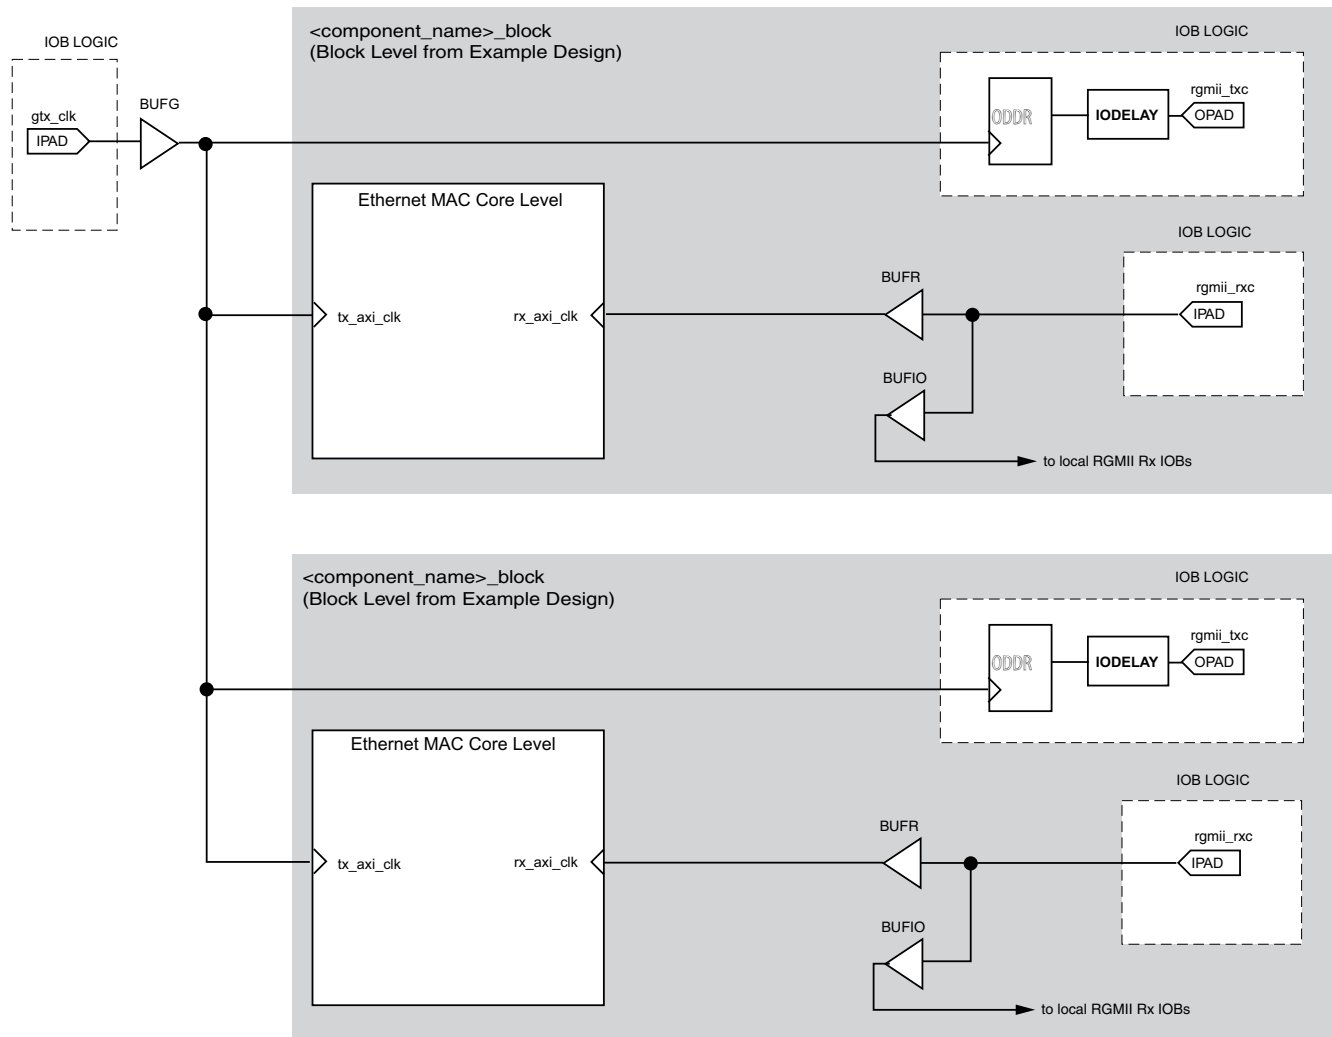 <component_name>_block
(Block Level from Example Design)
IOB LOGIC
IOB LOGIC
gtx_clk
IPAD
BUFG
ODDR
IODELAY
rgmii_txc
OPAD
Ethernet MAC Core Level
tx_axi_clk
rx_axi_clk
BUFR
IOB LOGIC
rgmii_rxc
IPAD
BUFIO
to local RGMII Rx IOBs
<component_name>_block
(Block Level from Example Design)
IOB LOGIC
ODDR
IODELAY
rgmii_txc
OPAD
Ethernet MAC Core Level
tx_axi_clk
rx_axi_clk
BUFR
IOB LOGIC
rgmii_rxc
IPAD
BUFIO
to local RGMII Rx IOBs